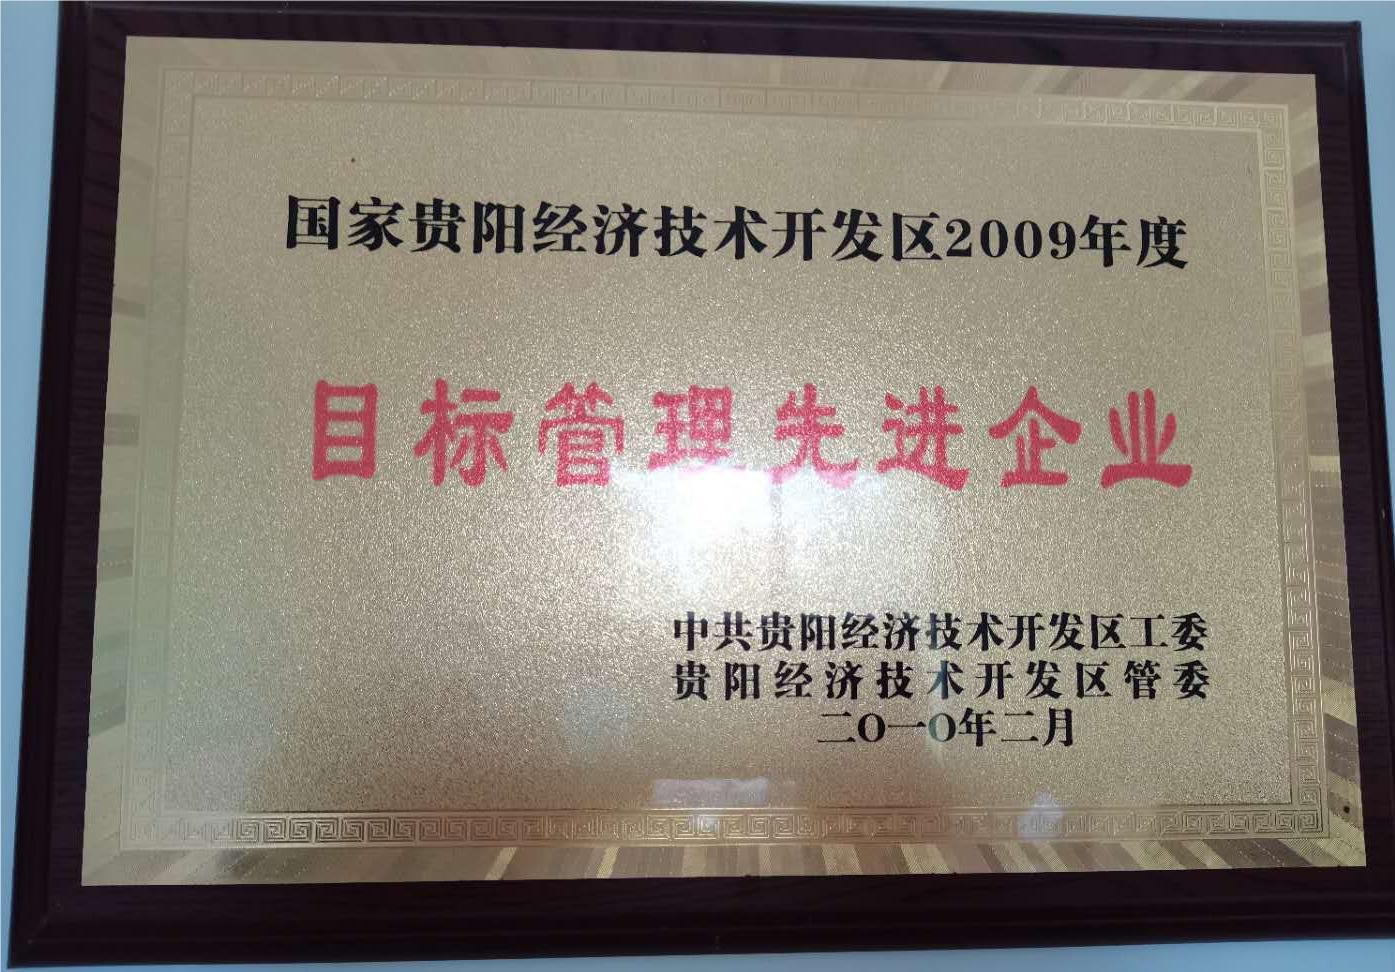 国家贵阳经济技术开发区2009年度
目标管理先进企业
中共贵阳经济技术开发区工委
贵阳经济技术开发区管委
二〇一〇年二月